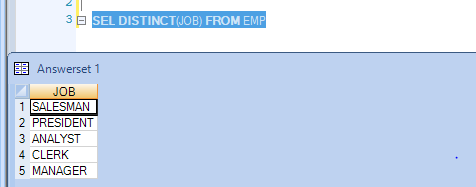 2
3 SEL DISTINCT(JOB) FROM EMP
Answerset 1
JOB
1 SALESMAN
2 PRESIDENT
3 ANALYST
4 CLERK
5 MANAGER